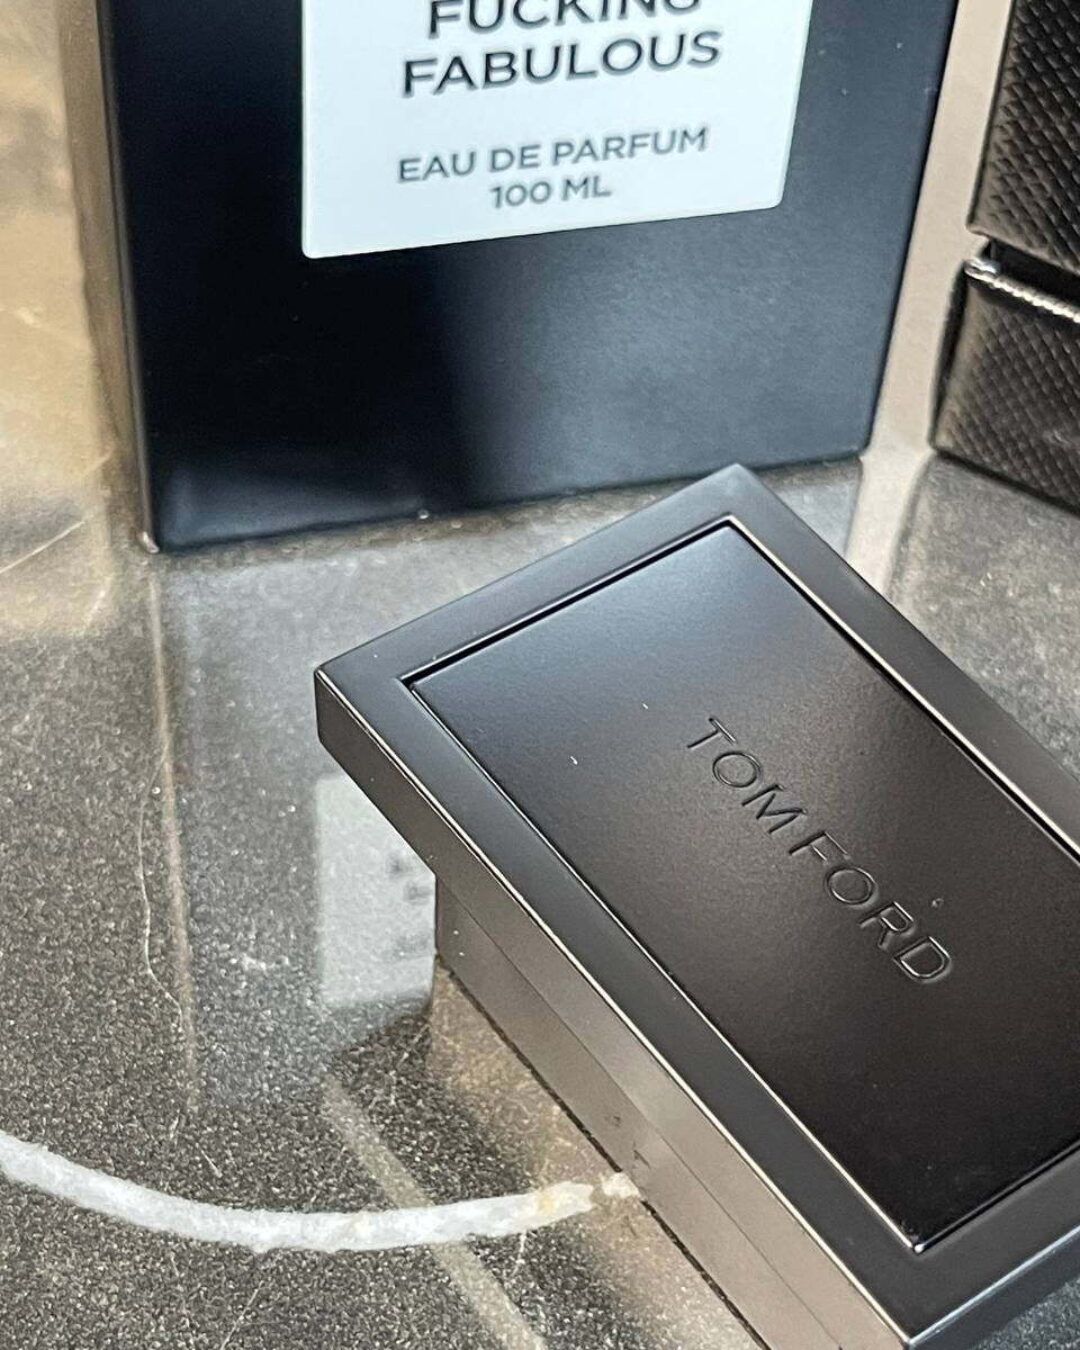 FUCKING
FABULOUS
EAU DE PARFUM
100 ML
TOM FORD